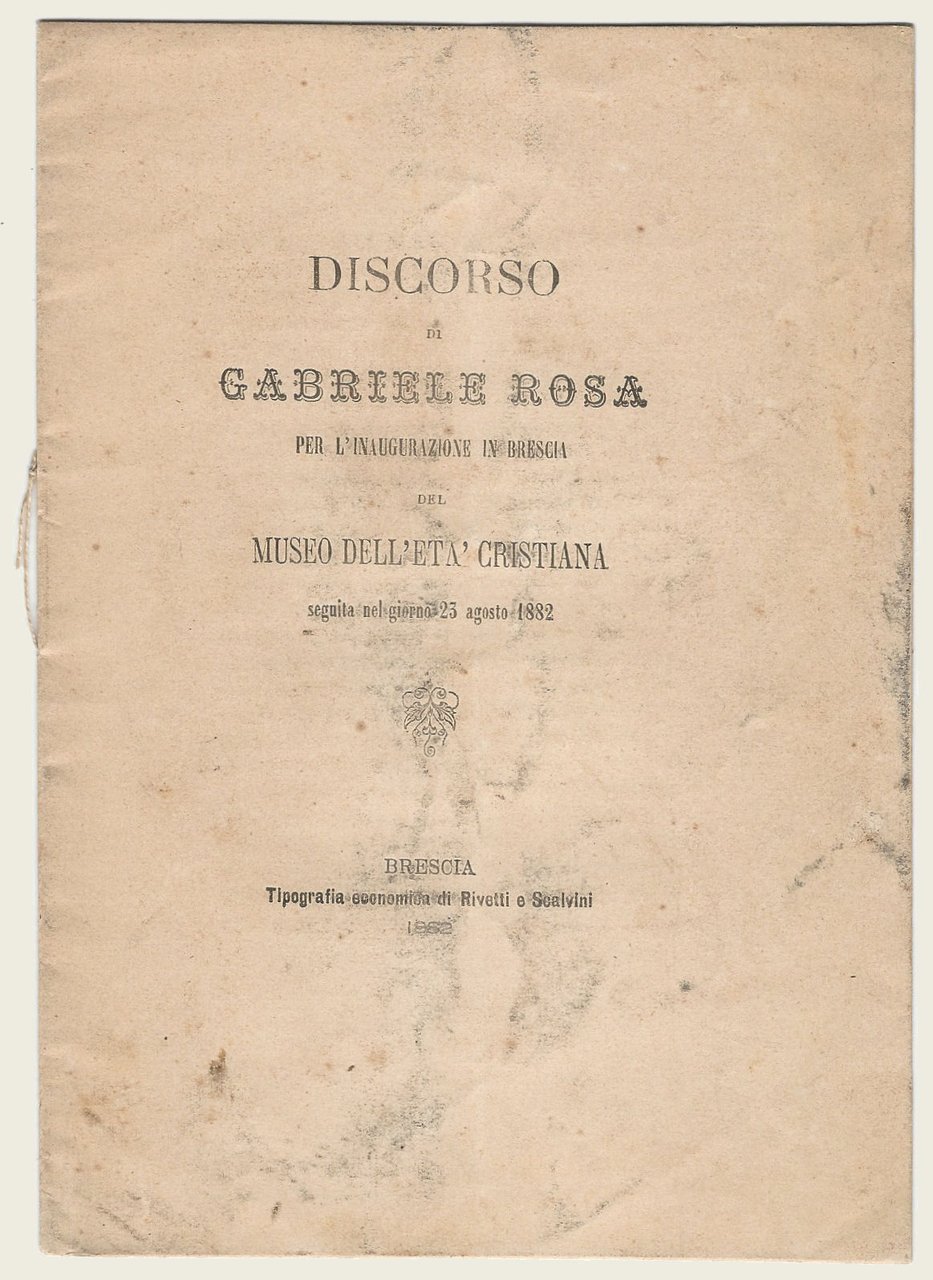 DISCORSO
DI
GABRIELE ROSA
PER L'INAUGURAZIONE IN BRESCIA
DEL
MUSEO DELL'ETA' CRISTIANA
seguita nel giorno 23 agosto 1882
BRESCIA
Tipografia economica di Rivetti e Scalvini
1882